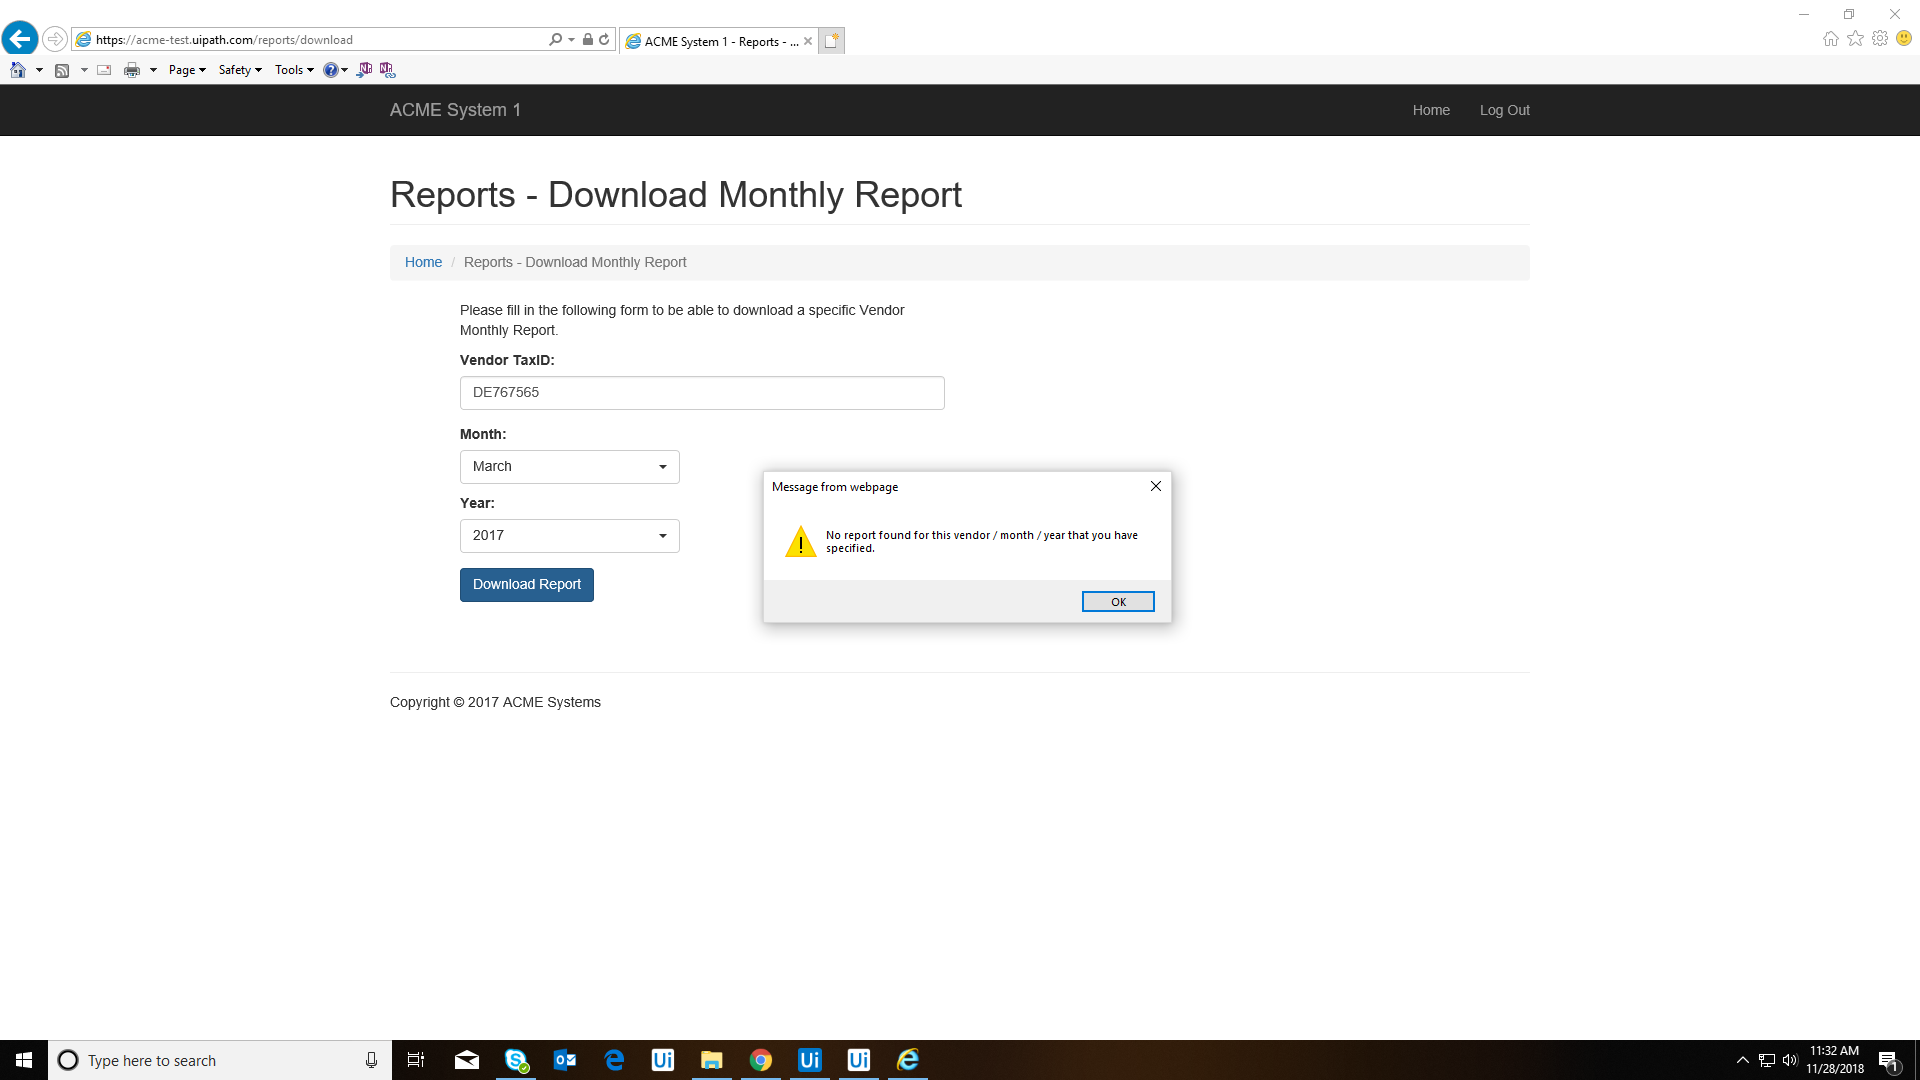 https://acme-test.uipath.com/reports/download
ACME System 1 - Reports - ...
Page
Safety
Tools
ACME System 1
Home
Log Out
Reports - Download Monthly Report
Home / Reports - Download Monthly Report
Please fill in the following form to be able to download a specific Vendor
Monthly Report.
Vendor TaxID:
DE767565
Month:
March
Year:
2017
Download Report
Message from webpage
No report found for this vendor / month / year that you have
specified.
OK
Copyright © 2017 ACME Systems
Type here to search
Ui
Ui
Ui
11:32 AM
11/28/2018
1